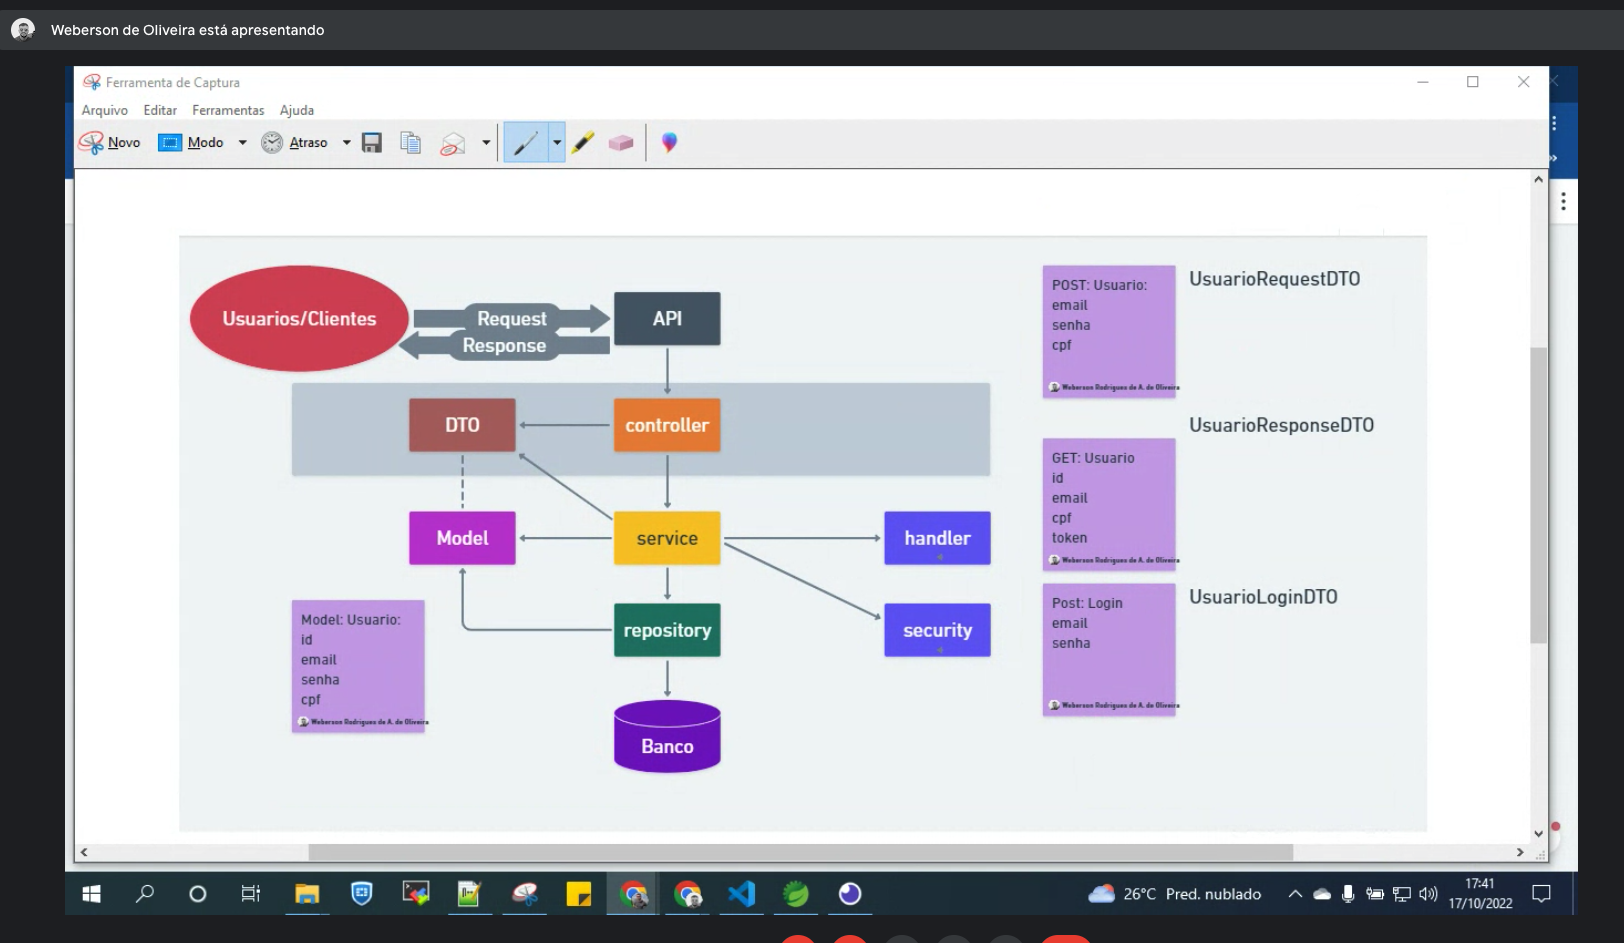 Weberson de Oliveira está apresentando
Ferramenta de Captura
Arquivo Editar Ferramentas Ajuda
Novo Modo Atraso
Usuarios/Clientes
Request
Response
API
DTO
controller
Model
service
handler
repository
security
Banco
Model: Usuario:
id
email
senha
cpf
Weberson Rodrigues de A. de Oliveira
POST: Usuario:
email
senha
cpf
Weberson Rodrigues de A. de Oliveira
UsuarioRequestDTO
UsuarioResponseDTO
GET: Usuario
id
email
cpf
token
Weberson Rodrigues de A. de Oliveira
Post: Login
email
senha
Weberson Rodrigues de A. de Oliveira
UsuarioLoginDTO
26°C Pred. nublado
17:41
17/10/2022